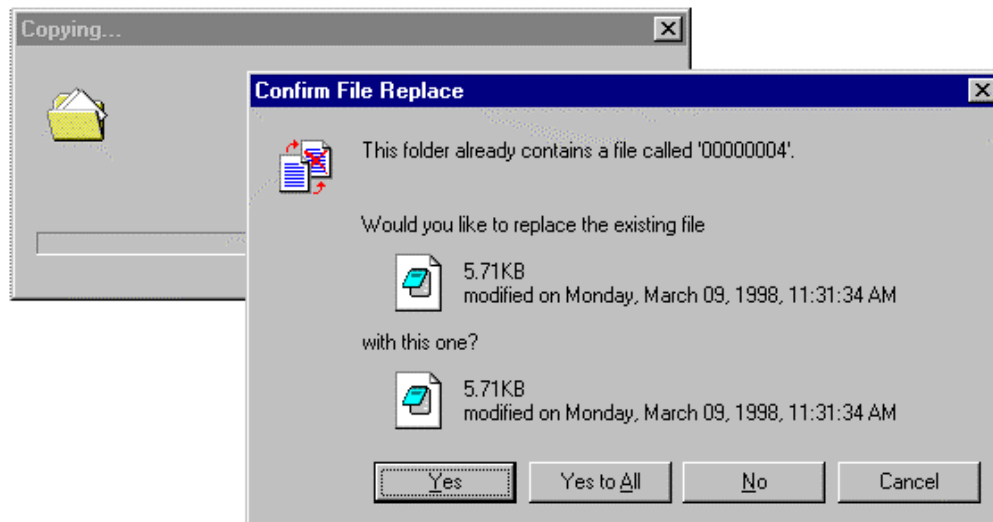 Copying...
Confirm File Replace
This folder already contains a file called '00000004'.
Would you like to replace the existing file
5.71KB
modified on Monday, March 09, 1998, 11:31:34 AM
with this one?
5.71KB
modified on Monday, March 09, 1998, 11:31:34 AM
Yes Yes to All No Cancel